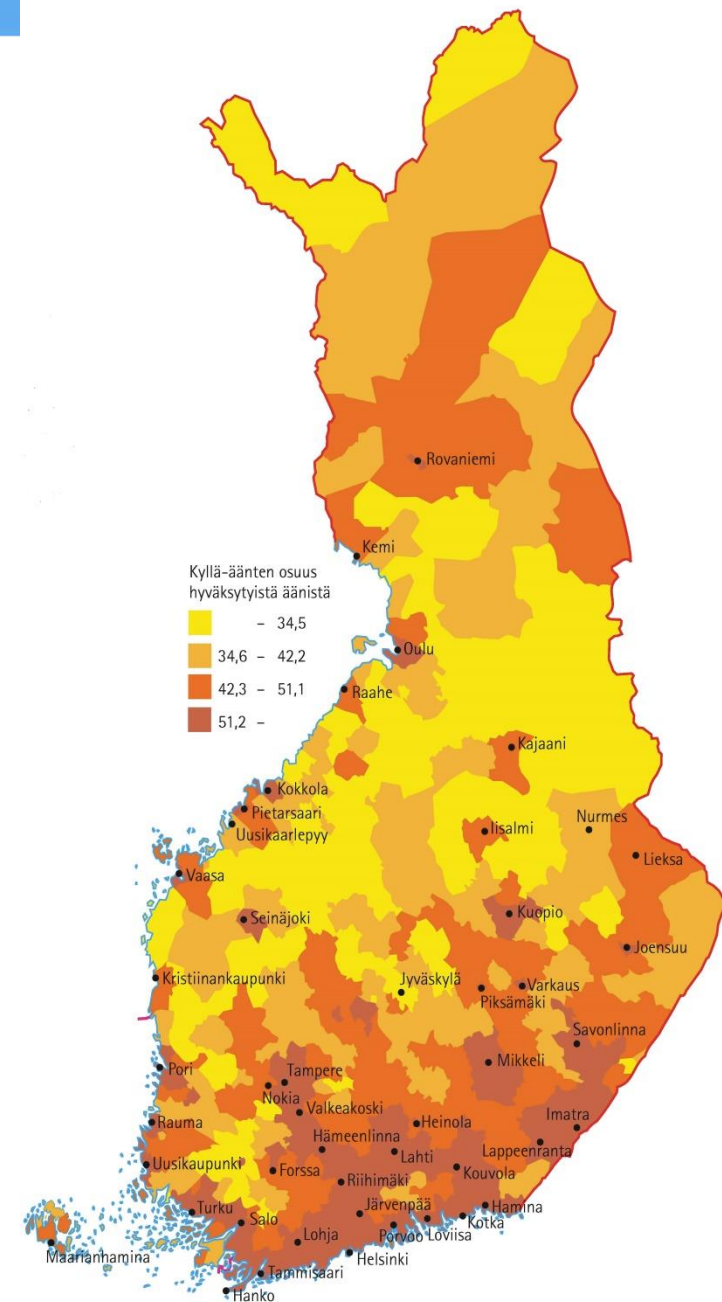 Rovaniemi
Kemi
Kyllä-äänten osuus
hyväksytyistä äänistä
– 34,5
34,6 – 42,2
42,3 – 51,1
51,2 –
Oulu
Raahe
Kajaani
Kokkola
Pietarsaari
Uusikaarlepyy
Iisalmi
Nurmes
Lieksa
Vaasa
Seinäjoki
Kuopio
Joensuu
Kristiinankaupunki
Jyväskylä
Varkaus
Piksämäki
Savonlinna
Mikkeli
Pori
Tampere
Nokia
Valkeakoski
Imatra
Rauma
Heinola
Hämeenlinna
Lappeenranta
Lahti
Uusikaupunki
Forssa
Kouvola
Riihimäki
Turku
Salo
Järvenpää
Hamina
Kotka
Porvoo
Loviisa
Lohja
Helsinki
Maarianhamina
Tammisaari
Hanko